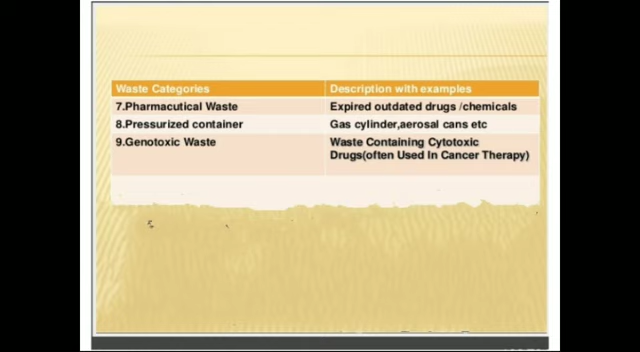 Waste Categories Description with examples
7.Pharmacutical Waste Expired outdated drugs /chemicals
8.Pressurized container Gas cylinder,aerosal cans etc
9.Genotoxic Waste Waste Containing Cytotoxic
Drugs(often Used In Cancer Therapy)